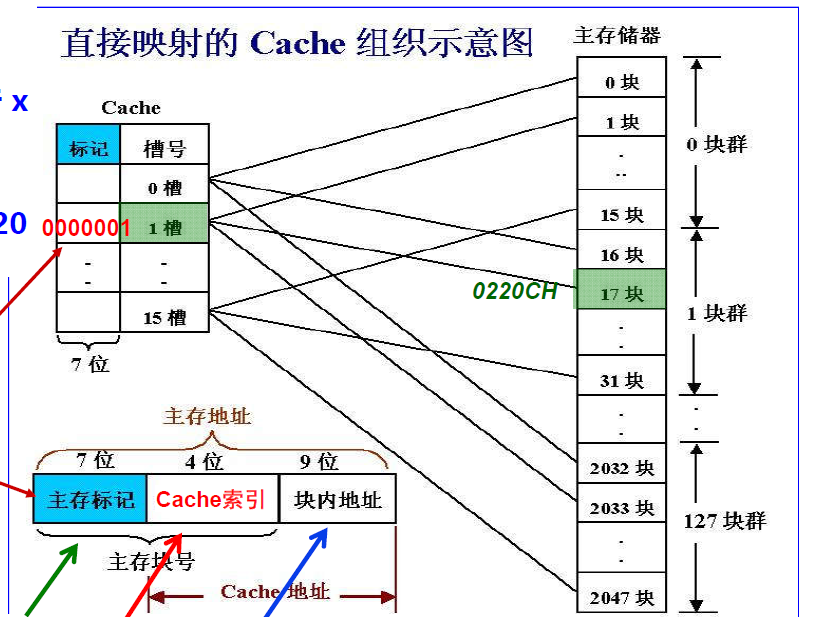 直接映射的 Cache 组织示意图
主存储器
x
Cache
标记 槽号
0 槽
20
0000001 1 槽
15 槽
7 位
0 块
1 块
15 块
16 块
0220CH
17 块
31 块
2032 块
2033 块
2047 块
0 块群
1 块群
127 块群
主存地址
7 位 4 位 9 位
主存标记 Cache索引 块内地址
主存块号
Cache 地址